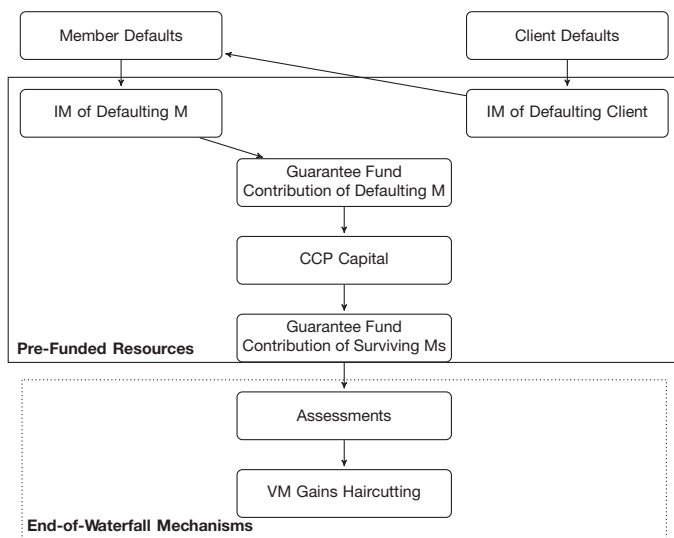 Member Defaults
Client Defaults
IM of Defaulting M
IM of Defaulting Client
Guarantee Fund
Contribution of Defaulting M
CCP Capital
Guarantee Fund
Contribution of Surviving Ms
Pre-Funded Resources
Assessments
VM Gains Haircutting
End-of-Waterfall Mechanisms